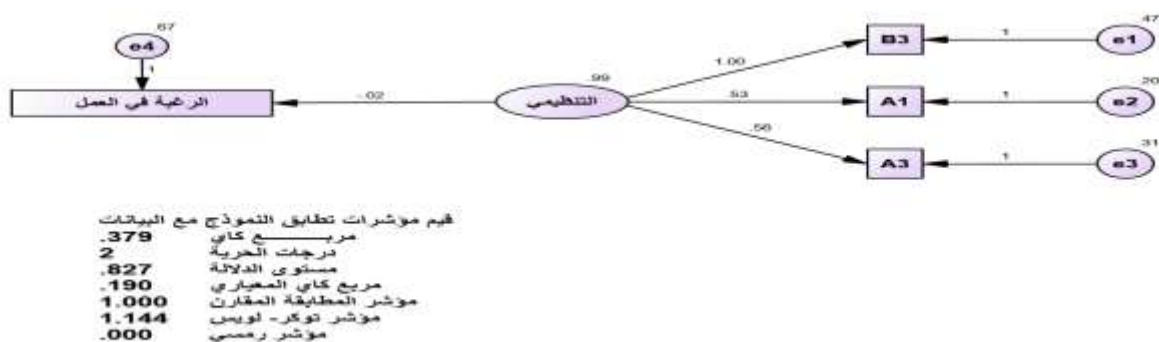 .67
e4
1
الرغبة في العمل
-.02
.99
التنظيمي
1.00
.53
.56
B3
A1
A3
1
1
1
.47
e1
.20
e2
.31
e3
قيم مؤشرات تطابق النموذج مع البيانات
مربـــــــع كاي .379
درجات الحرية 2
مستوى الدلالة .827
مربع كاي المعياري .190
مؤشر المطابقة المقارن 1.000
مؤشر توكر- لويس 1.144
مؤشر رمسي .000